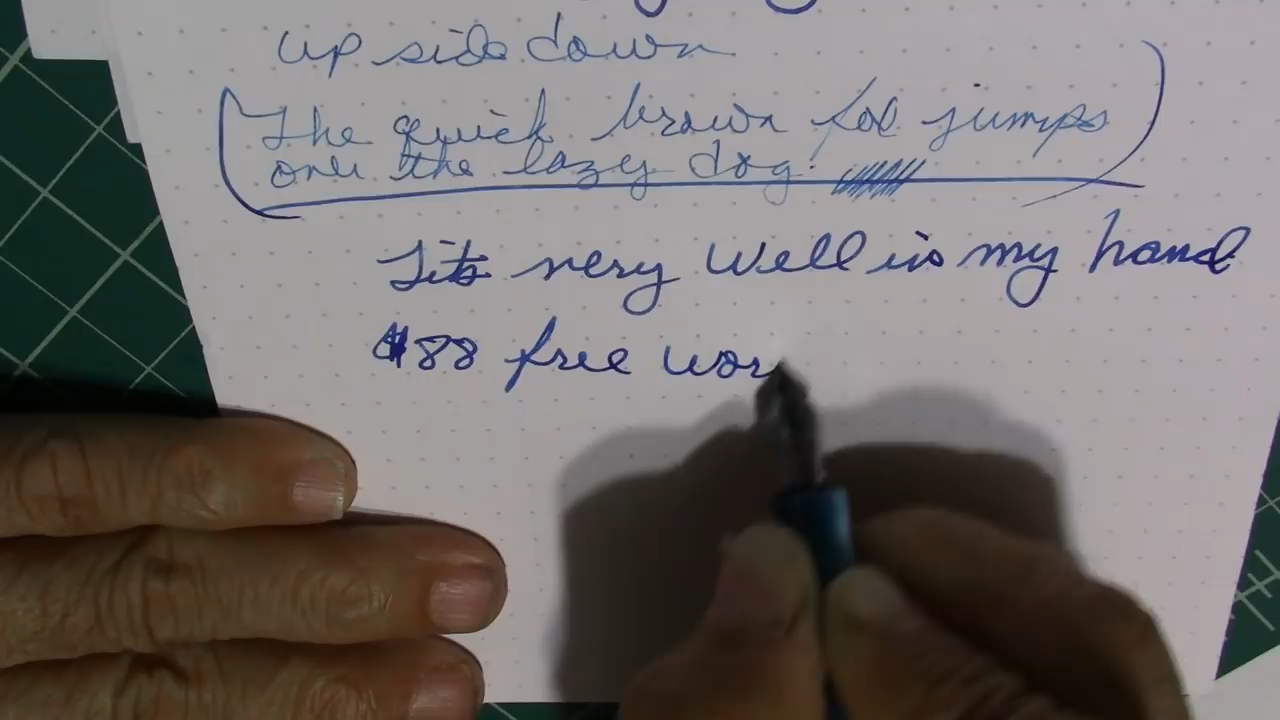 up side down
The quick brown fox jumps
over the lazy dog.
fits very well in my hand
$88 free wor